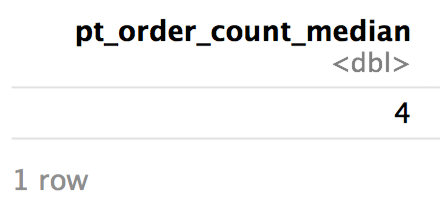 pt_order_count_median
<dbl>
4
1 row